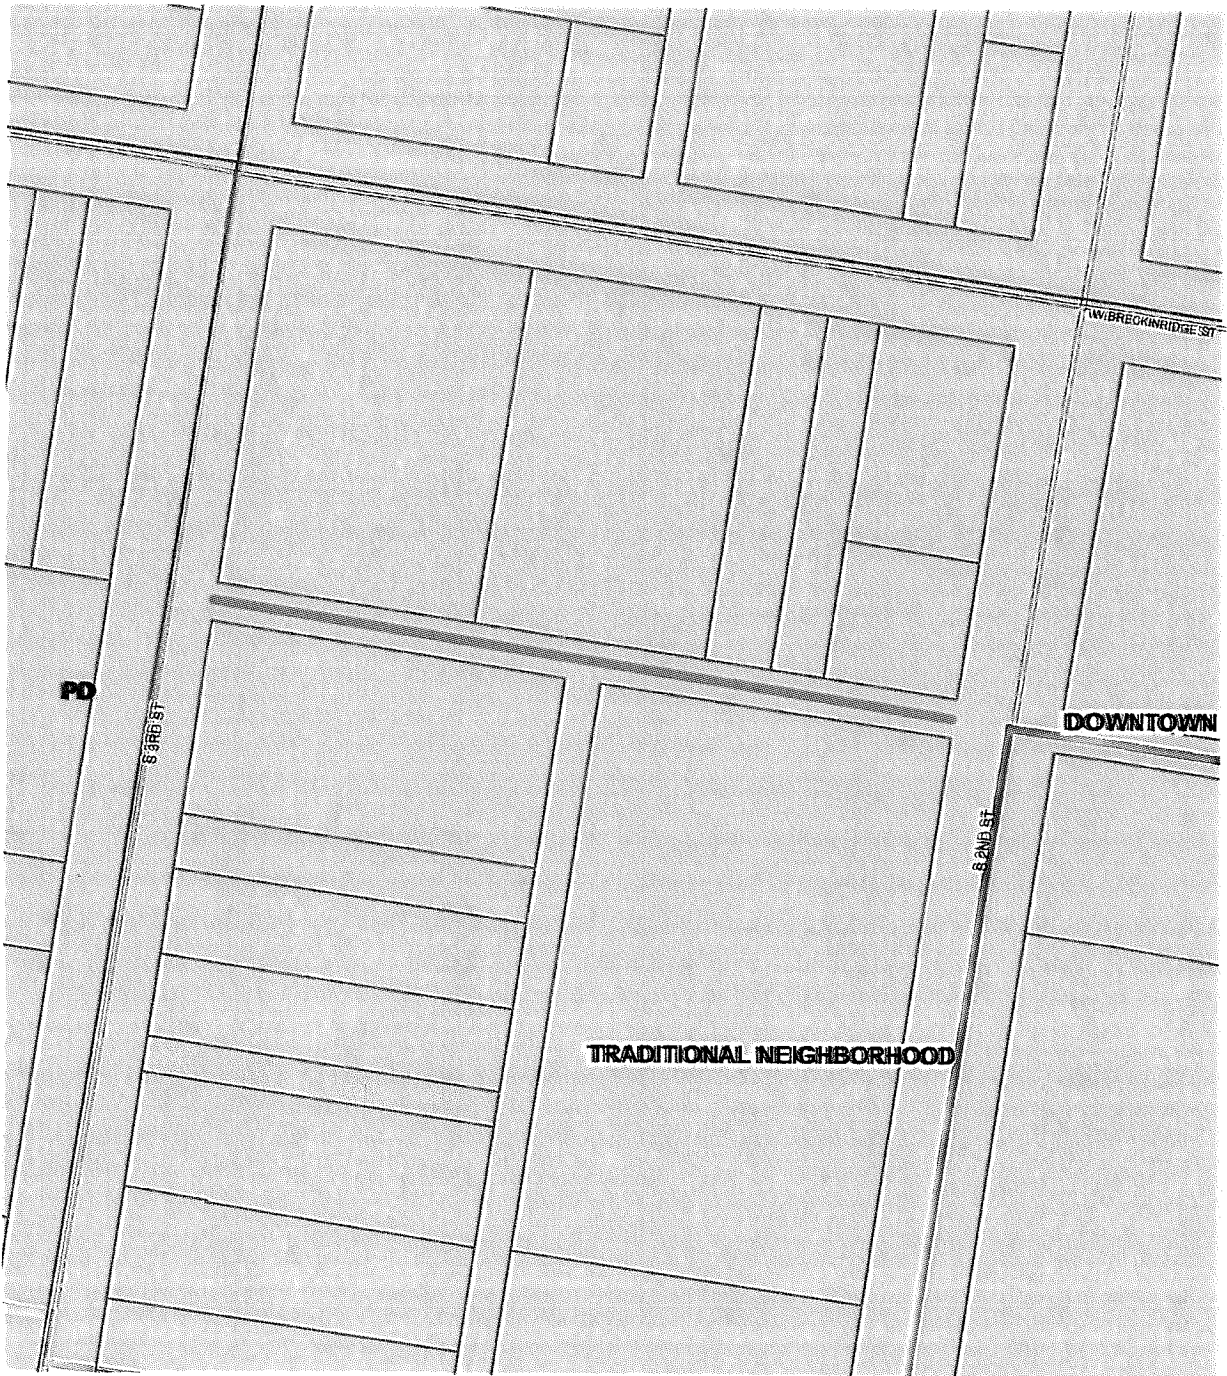 W BRECKINRIDGE ST
PD
S 3RD ST
DOWNTOWN
S 2ND ST
TRADITIONAL NEIGHBORHOOD